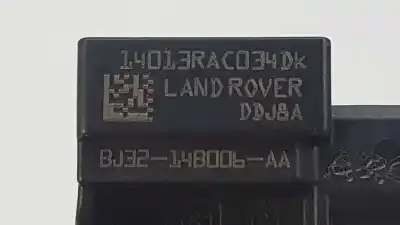 14013RAC034Dk
LAND ROVER
DDJ8A
BJ32-14B006-AA